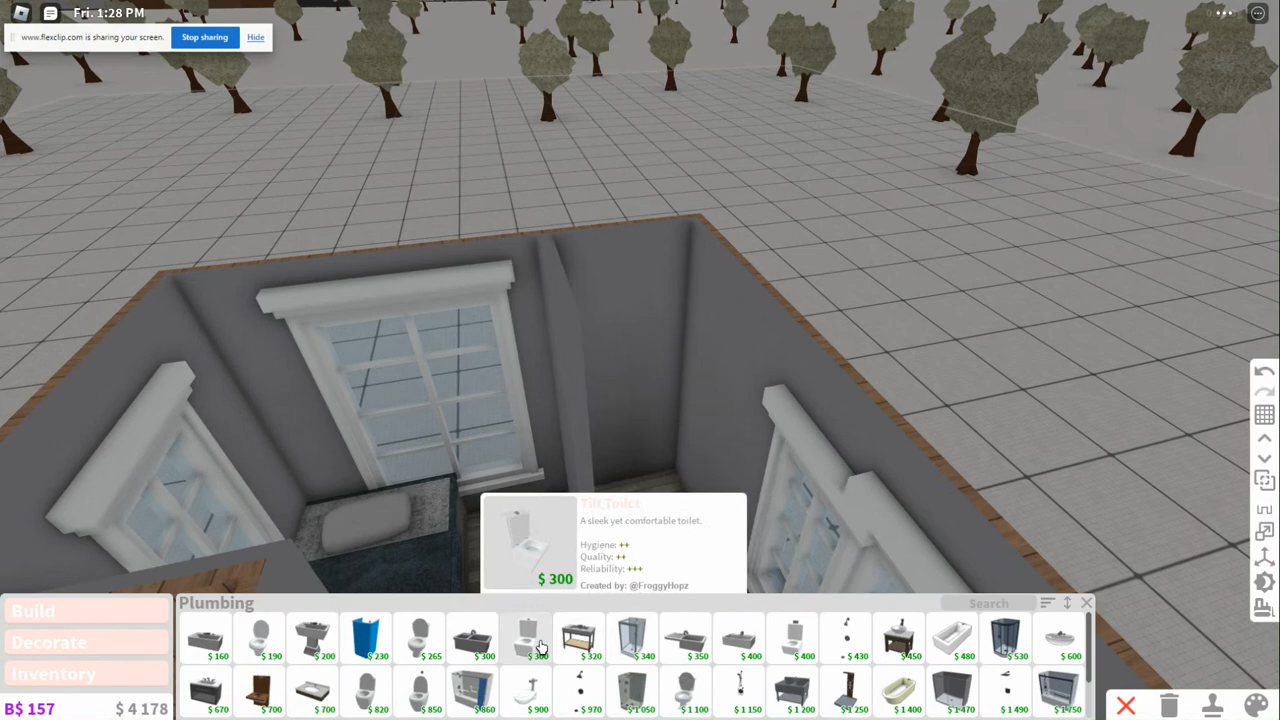 Fri. 1:28 PM
www.flexclip.com is sharing your screen.
Stop sharing
Hide
Tilt Toilet
A sleek yet comfortable toilet.
Hygiene: ++
Quality: ++
Reliability: +++
$ 300
Created by: @FroggyHopz
Build
Decorate
Inventory
B$ 157
$ 4 178
Plumbing
Search
$ 160 $ 190 $ 200 $ 230 $ 265 $ 300 $ 300 $ 320 $ 340 $ 350 $ 400 $ 400 $ 430 $ 450 $ 480 $ 530 $ 600
$ 670 $ 700 $ 700 $ 820 $ 850 $ 860 $ 900 $ 970 $ 1 050 $ 1 100 $ 1 150 $ 1 200 $ 1 250 $ 1 400 $ 1 470 $ 1 490 $ 1 750